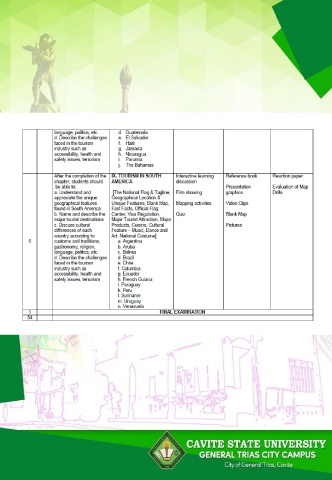 language, politics, etc.
d. Describe the challenges
faced in the tourism
industry such as
accessibility, health and
safety issues, terrorism
d. Guatemala
e. El Salvador
f. Haiti
g. Jamaica
h. Nicaragua
i. Panama
j. The Bahamas
6
After the completion of the
chapter, students should
be able to:
a. Understand and
appreciate the unique
geographical features
found in South America
b. Name and describe the
major tourist destinations
c. Discuss cultural
differences of each
country according to
customs and traditions,
gastronomy, religion,
language, politics, etc.
d. Describe the challenges
faced in the tourism
industry such as
accessibility, health and
safety issues, terrorism
IX. TOURISM IN SOUTH
AMERICA
[The National Flag & Tagline,
Geographical Location &
Unique Features, Blank Map,
Fast Facts, Official Flag
Carrier, Visa Regulation,
Major Tourist Attraction, Major
Products, Cuisine, Cultural
Feature – Music, Dance and
Art, National Costume]
a. Argentina
b. Aruba
c. Bolivia
d. Brazil
e. Chile
f. Columbia
g. Ecuador
h. French Guiana
i. Paraguay
k. Peru
l. Suriname
m. Uruguay
n. Venezuela
Interactive learning
discussion
Film showing
Mapping activities
Quiz
Reference book
Presentation
graphics
Video Clips
Blank Map
Pictures
Reaction paper
Evaluation of Map
Drills
1
FINAL EXAMINATION
54
CAVITE STATE UNIVERSITY
GENERAL TRIAS CITY CAMPUS
City of General Trias, Cavite